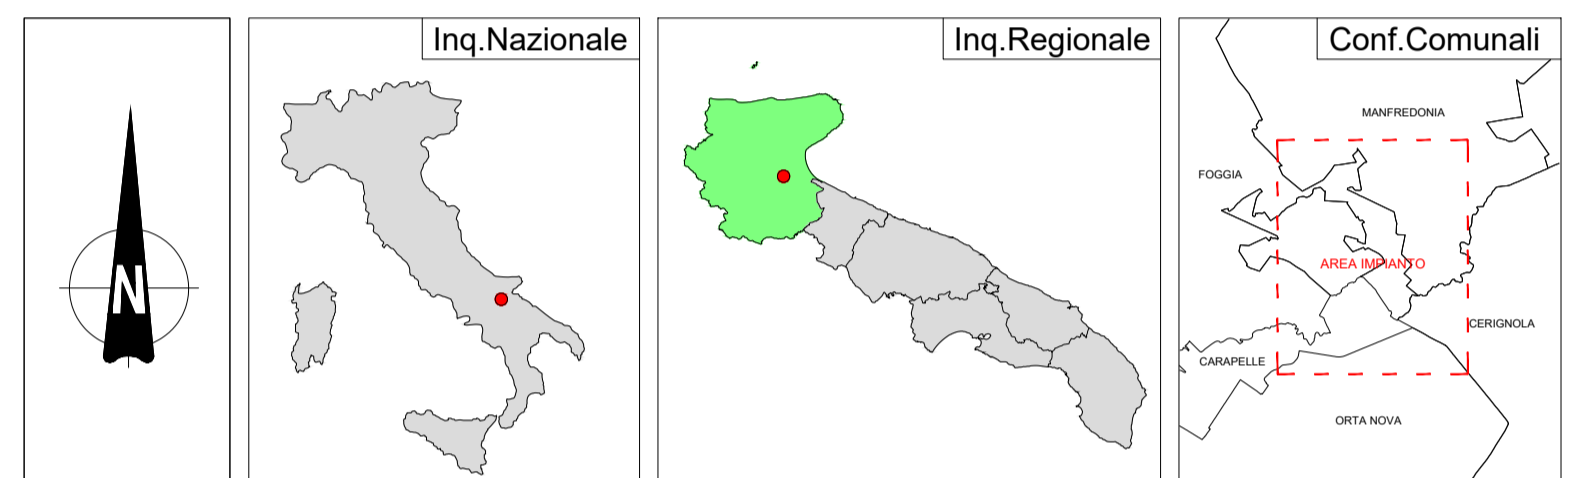 Inq.Nazionale
Inq.Regionale
Conf.Comunali
N
MANFREDONIA
FOGGIA
AREA IMPIANTO
CERIGNOLA
CARAPELLE
ORTA NOVA